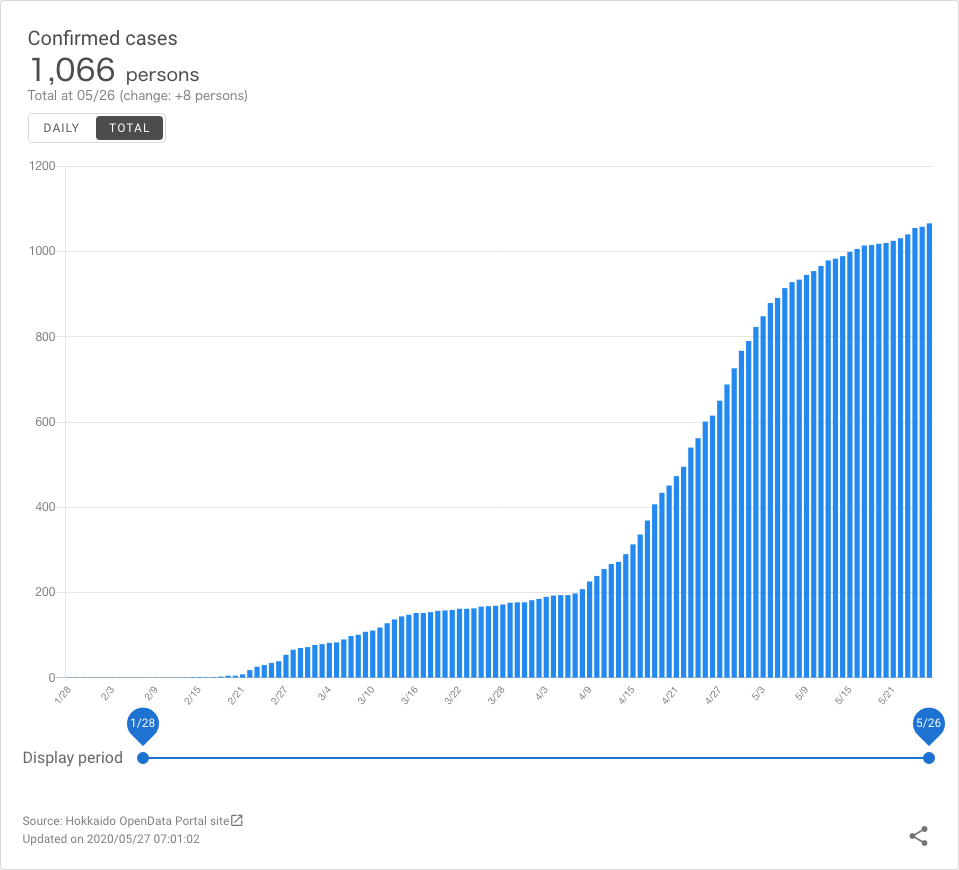 Confirmed cases
1,066 persons
Total at 05/26 (change: +8 persons)
DAILY TOTAL
1200
1000
800
600
400
200
0
1/28 2/3 2/9 2/15 2/21 2/27 3/4 3/10 3/16 3/22 3/28 4/3 4/9 4/15 4/21 4/27 5/3 5/9 5/15 5/21
1/28 5/26
Display period
Source: Hokkaido OpenData Portal site
Updated on 2020/05/27 07:01:02